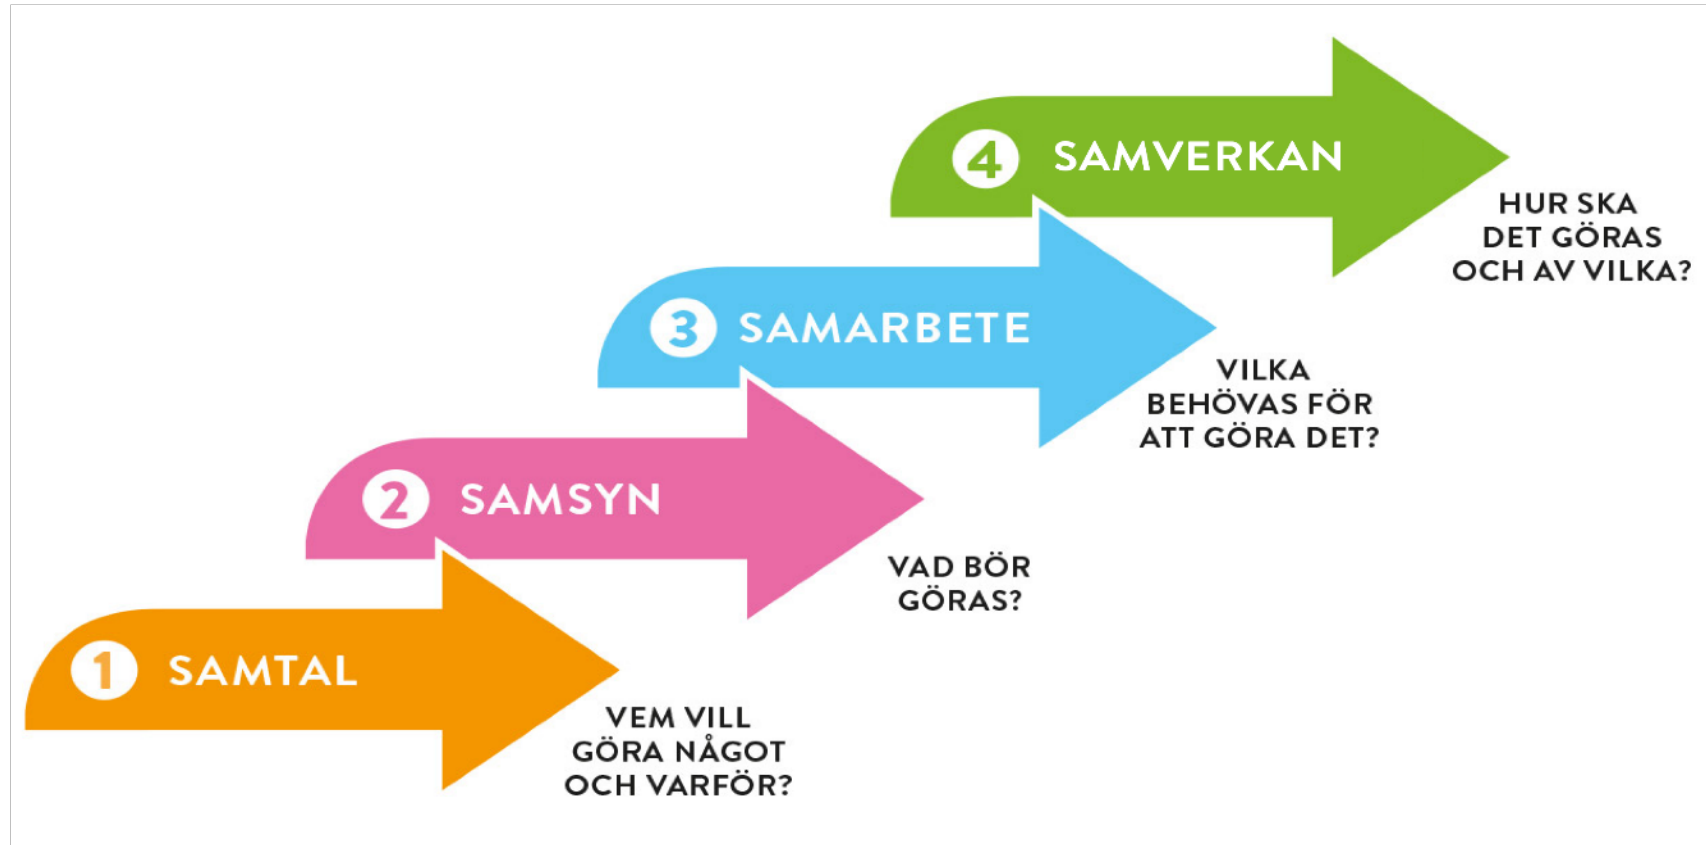 1 SAMTAL
VEM VILL
GÖRA NÅGOT
OCH VARFÖR?
2 SAMSYN
VAD BÖR
GÖRAS?
3 SAMARBETE
VILKA
BEHÖVAS FÖR
ATT GÖRA DET?
4 SAMVERKAN
HUR SKA
DET GÖRAS
OCH AV VILKA?